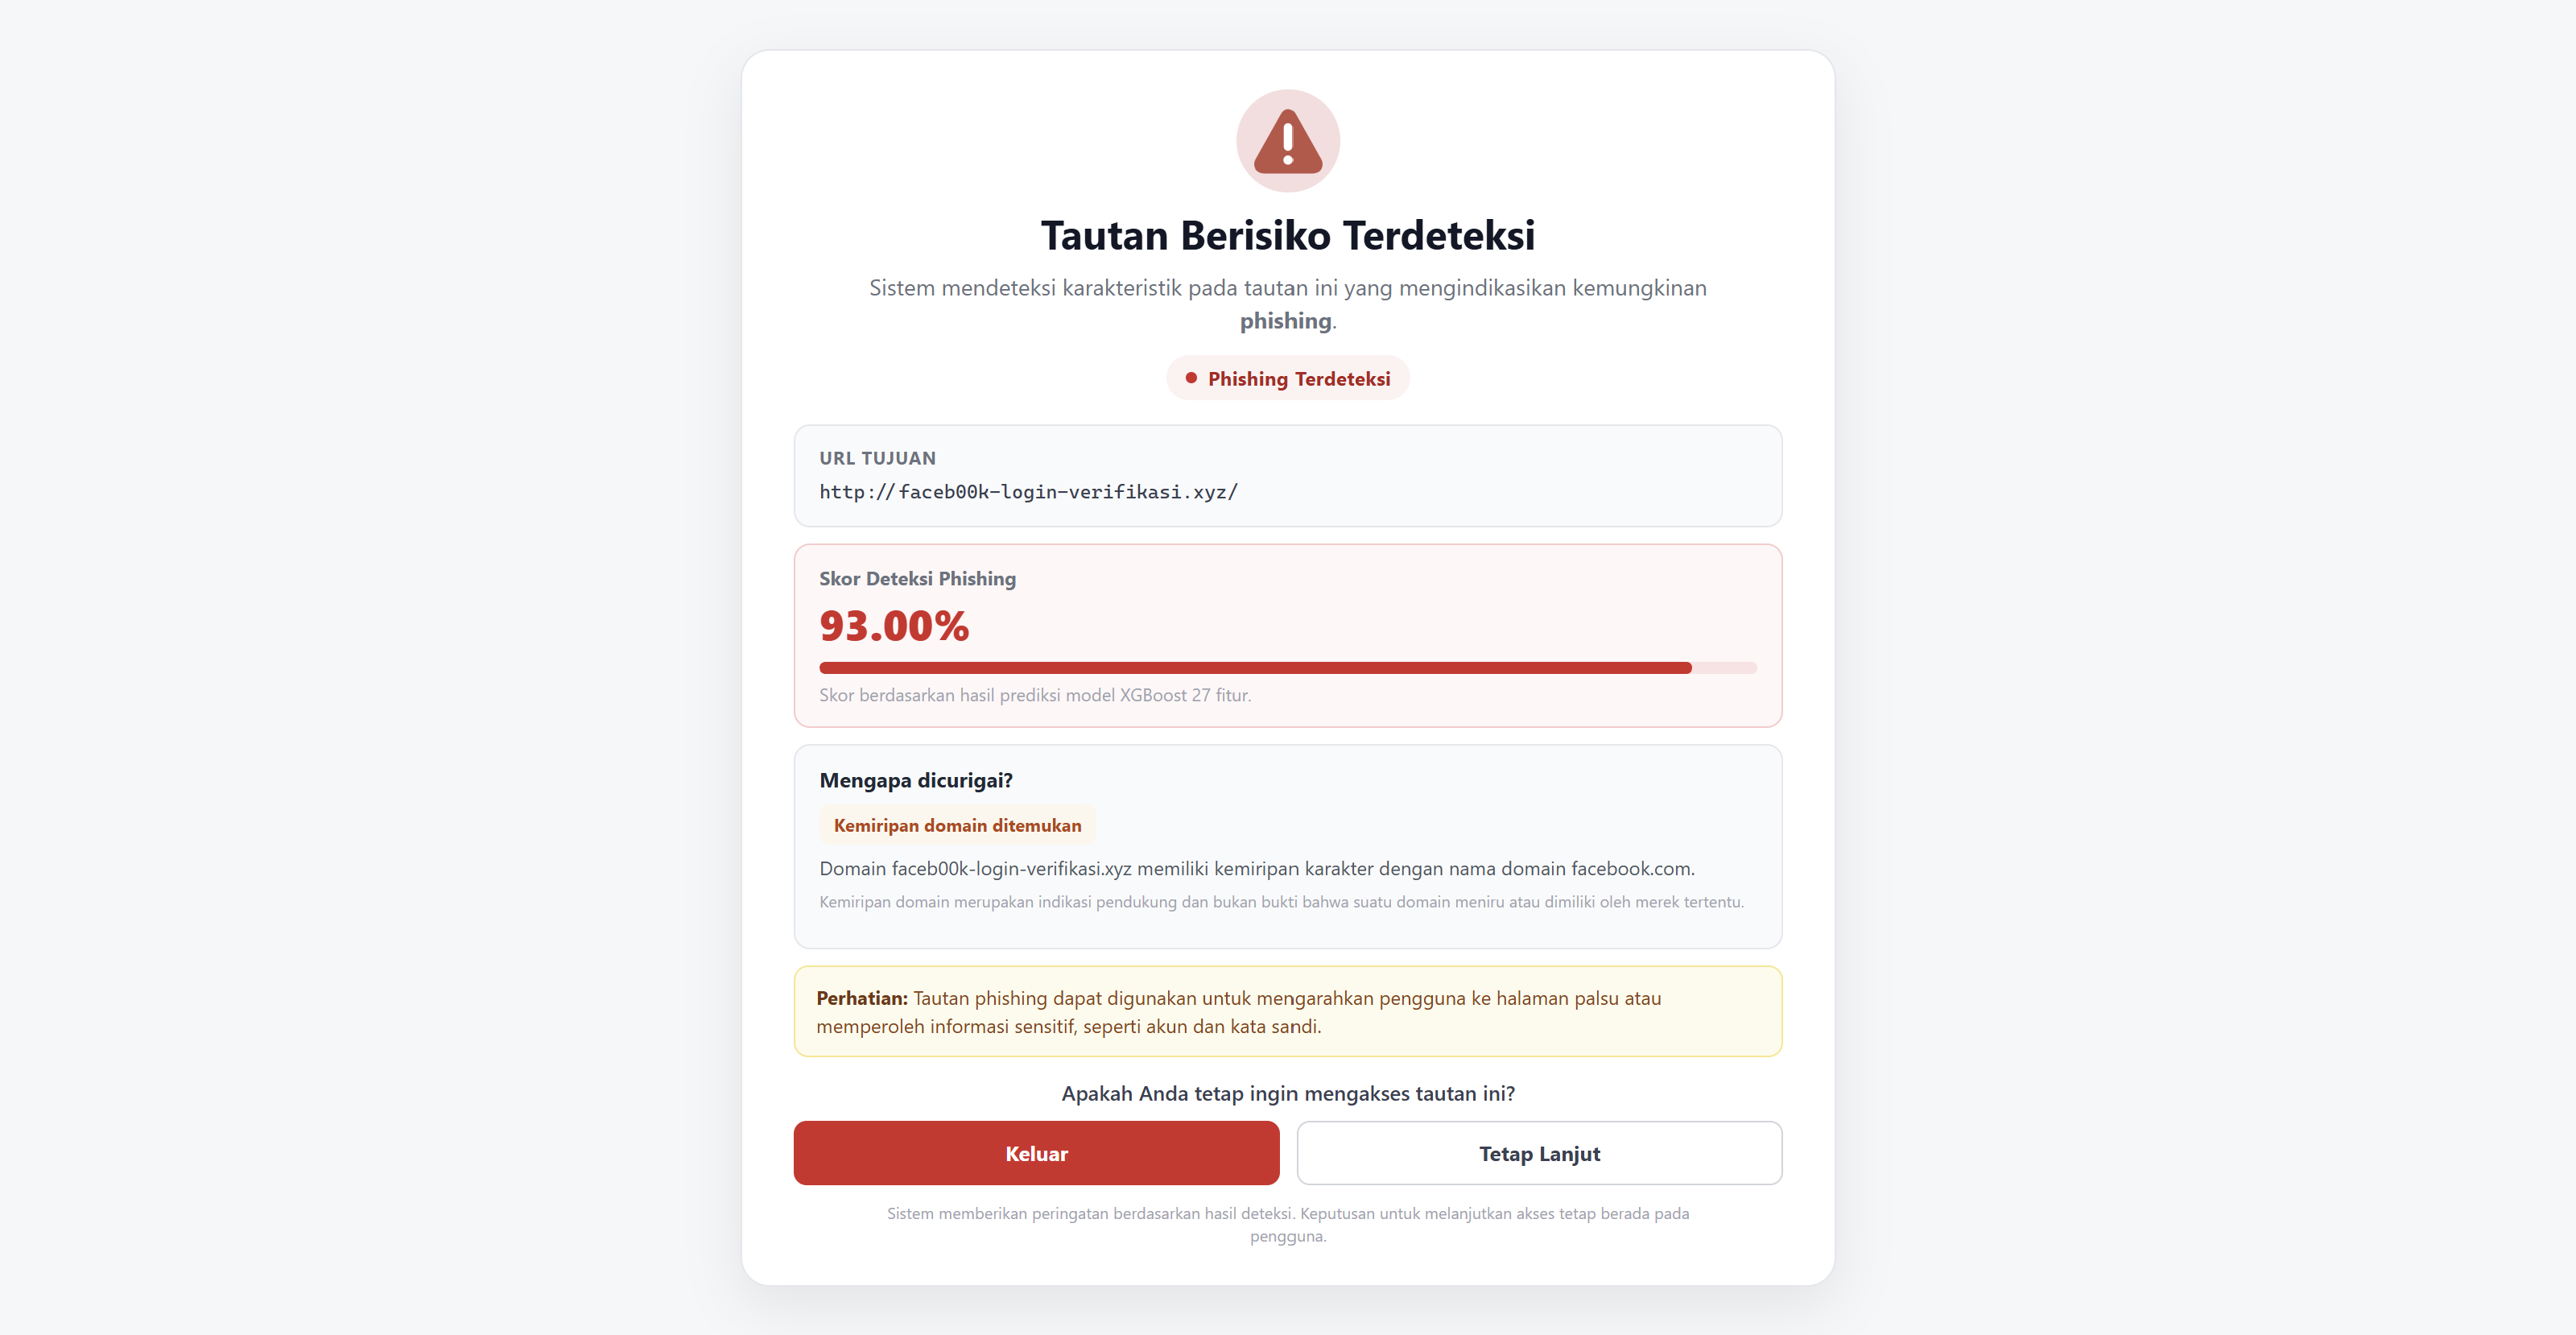 Tautan Berisiko Terdeteksi
Sistem mendeteksi karakteristik pada tautan ini yang mengindikasikan kemungkinan
phishing.
Phishing Terdeteksi
URL TUJUAN
http://faceb00k-login-verifikasi.xyz/
Skor Deteksi Phishing
93.00%
Skor berdasarkan hasil prediksi model XGBoost 27 fitur.
Mengapa dicurigai?
Kemiripan domain ditemukan
Domain faceb00k-login-verifikasi.xyz memiliki kemiripan karakter dengan nama domain facebook.com.
Kemiripan domain merupakan indikasi pendukung dan bukan bukti bahwa suatu domain meniru atau dimiliki oleh merek tertentu.
Perhatian: Tautan phishing dapat digunakan untuk mengarahkan pengguna ke halaman palsu atau
memperoleh informasi sensitif, seperti akun dan kata sandi.
Apakah Anda tetap ingin mengakses tautan ini?
Keluar
Tetap Lanjut
Sistem memberikan peringatan berdasarkan hasil deteksi. Keputusan untuk melanjutkan akses tetap berada pada
pengguna.